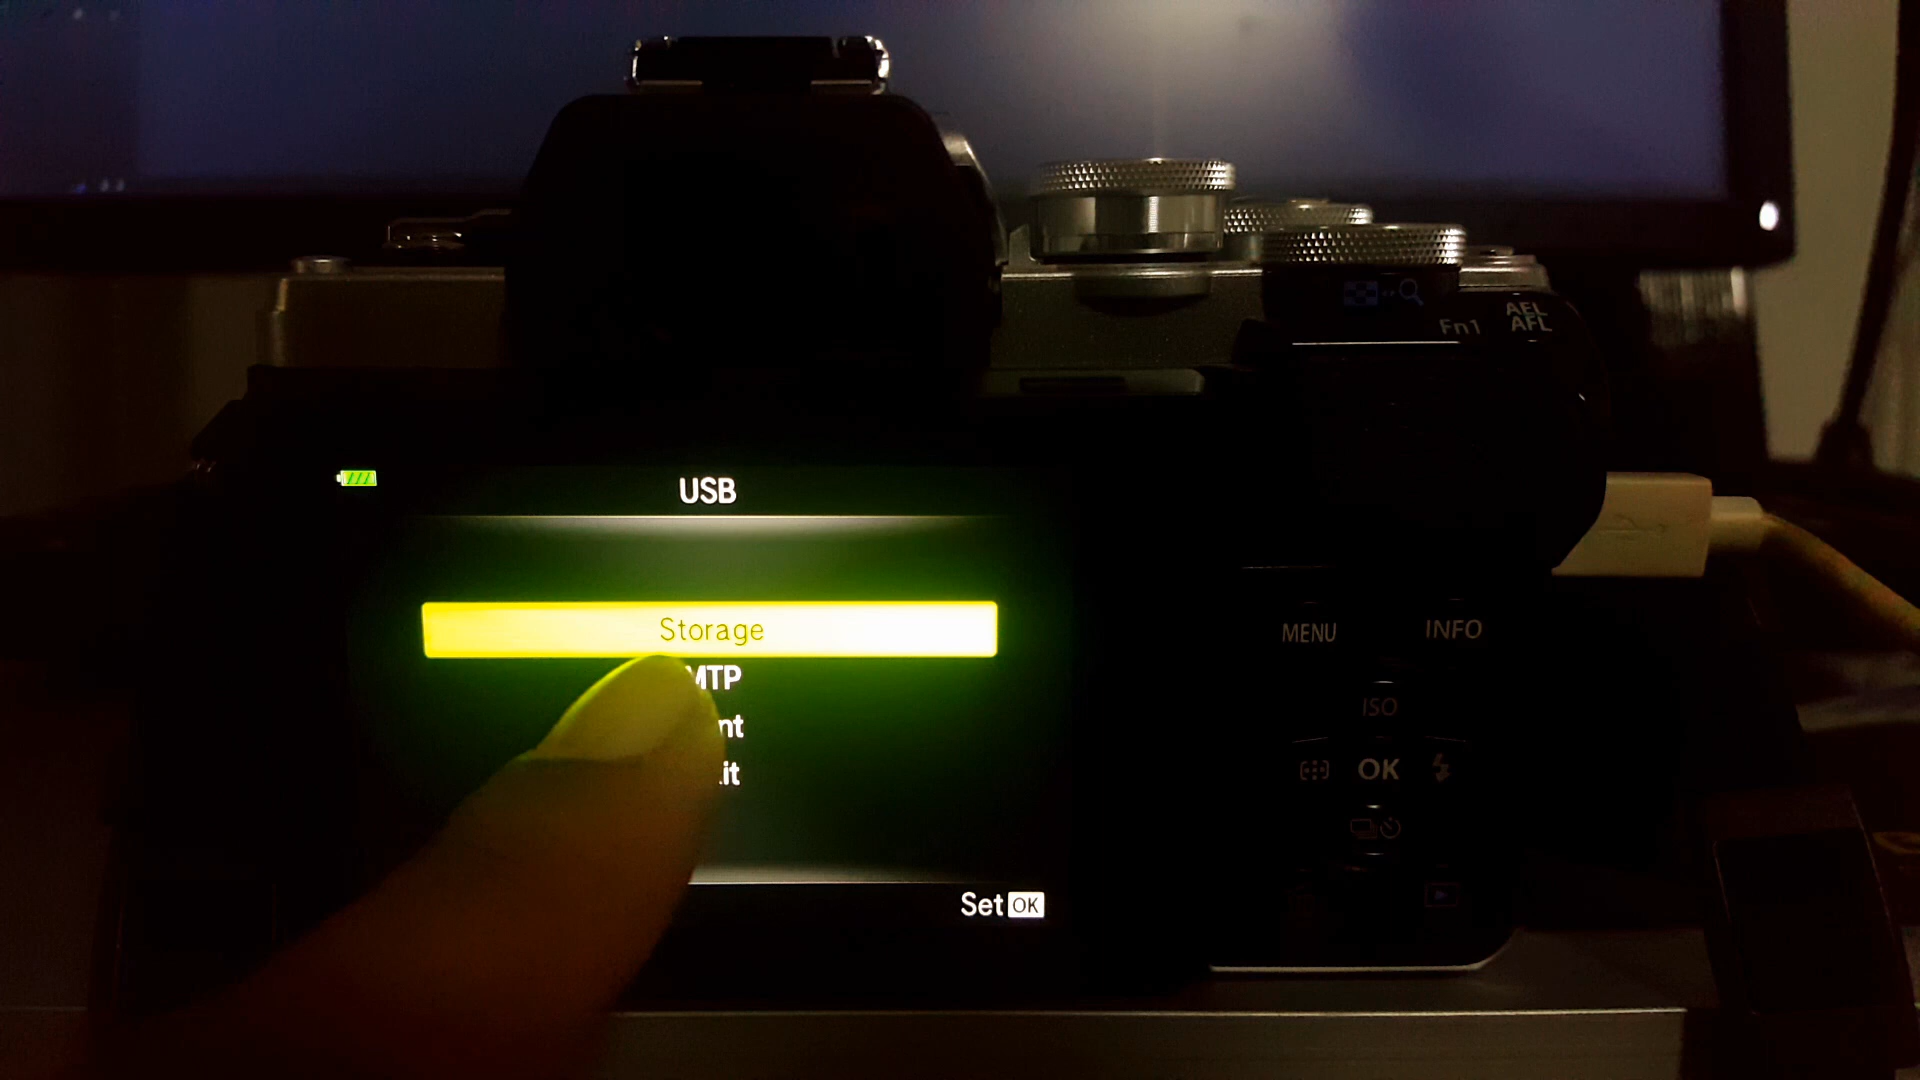 Fn1
AEL
AFL
USB
Storage
MTP
nt
it
Set OK
MENU
INFO
ISO
OK